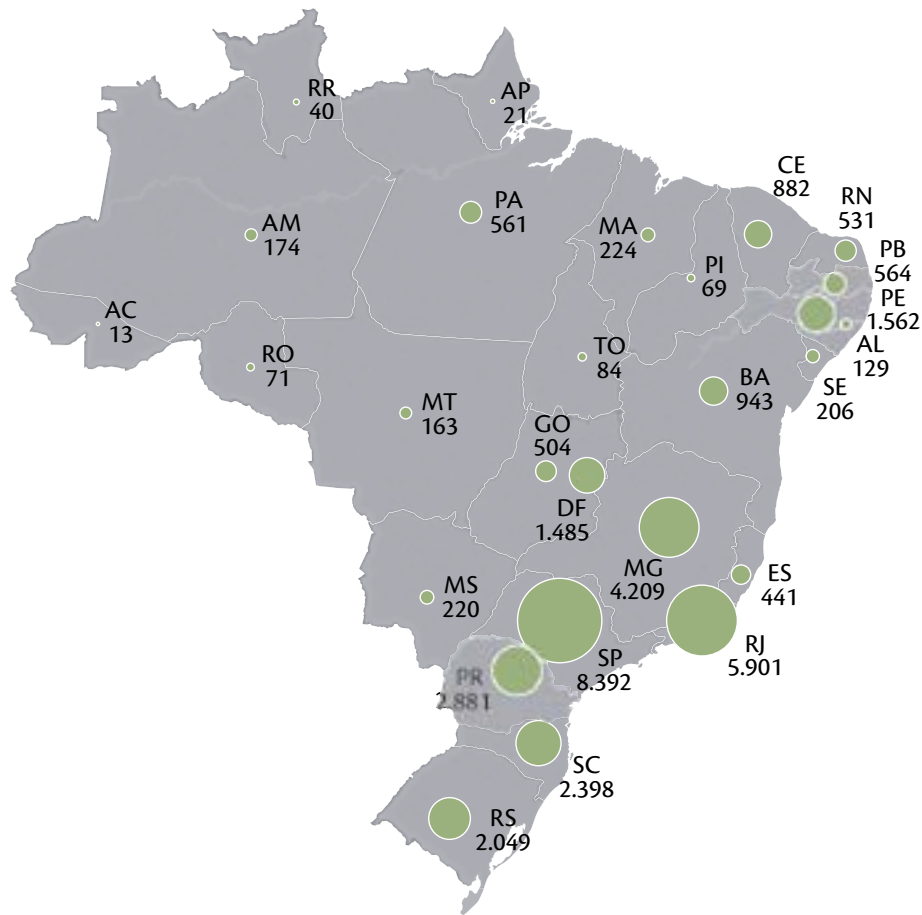 RR
40
AP
21
CE
882
RN
531
PA
561
AM
174
MA
224
PB
564
PI
69
PE
1.562
AC
13
RO
71
TO
84
AL
129
BA
943
SE
206
MT
163
GO
504
DF
1.485
MG
4.209
ES
441
MS
220
SP
8.392
RJ
5.901
PR
2.881
SC
2.398
RS
2.049